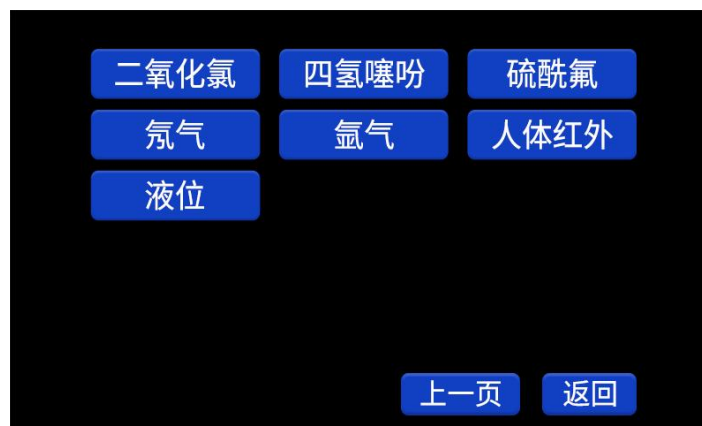 二氧化氯 四氢噻吩 硫酰氟
氖气 氩气 人体红外
液位
上一页 返回